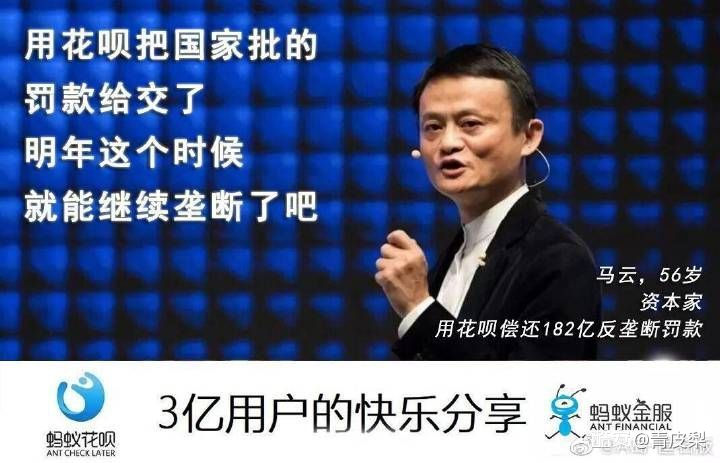 用花呗把国家批的
罚款给交了
明年这个时候
就能继续垄断了吧
马云，56岁
资本家
用花呗偿还182亿反垄断罚款
3亿用户的快乐分享
蚂蚁花呗
ANT CHECK LATER
蚂蚁金服
ANT FINANCIAL
@青皮梨